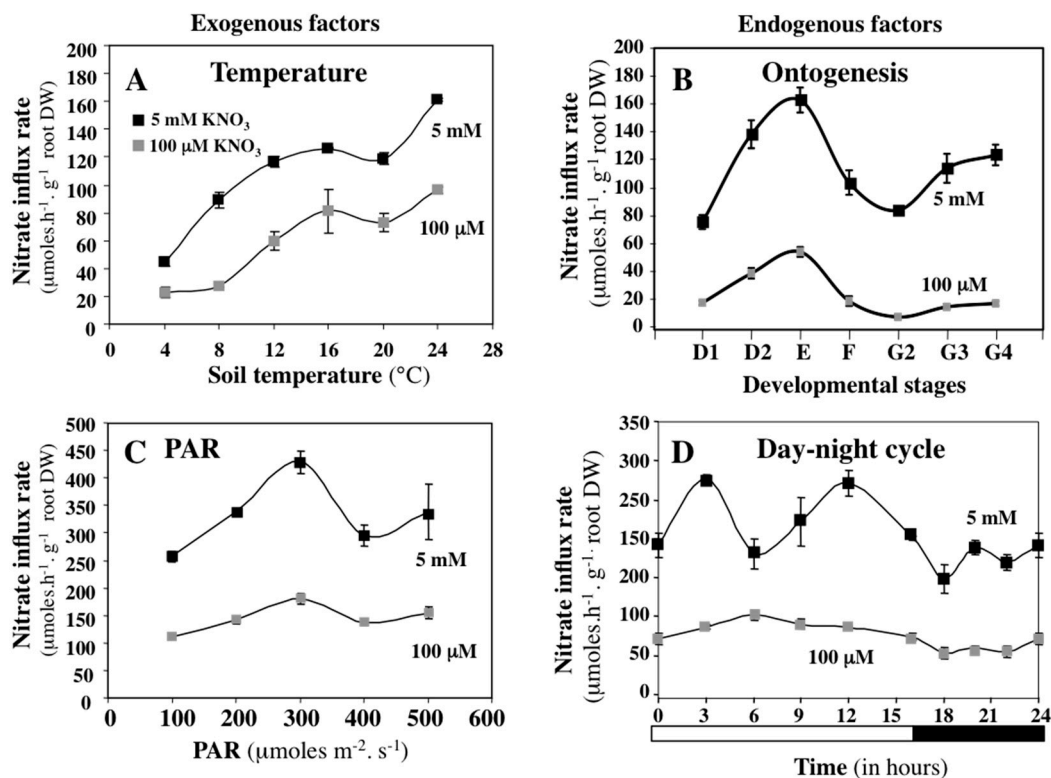 Exogenous factors
Endogenous factors
A
Temperature
200
180
160
140
120
100
80
60
40
20
0
Nitrate influx rate
(μmoles.h⁻¹. g⁻¹ root DW)
5 mM KNO₃
100 μM KNO₃
5 mM
100 μM
0 4 8 12 16 20 24 28
Soil temperature (°C)
B
Ontogenesis
200
180
160
140
120
100
80
60
40
20
0
Nitrate influx rate
(μmoles.h⁻¹. g⁻¹ root DW)
5 mM
100 μM
D1 D2 E F G2 G3 G4
Developmental stages
C
PAR
500
450
400
350
300
250
200
150
100
50
0
Nitrate influx rate
(μmoles.h⁻¹. g⁻¹ root DW)
5 mM
100 μM
0 100 200 300 400 500 600
PAR (μmoles m⁻². s⁻¹)
D
Day-night cycle
350
300
250
150
200
100
50
0
Nitrate influx rate
(μmoles.h⁻¹. g⁻¹· root DW)
5 mM
100 μM
0 3 6 9 12 15 18 21 24
Time (in hours)